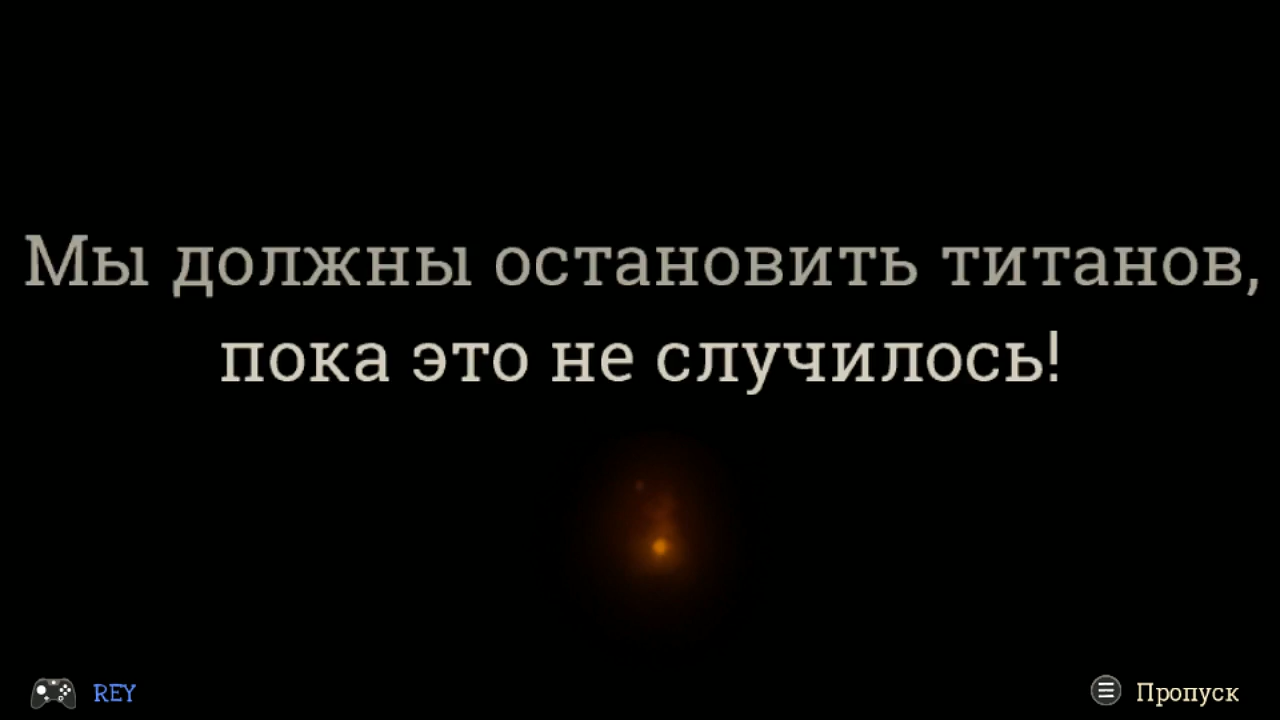 Мы должны остановить титанов,
пока это не случилось!
REY
Пропуск